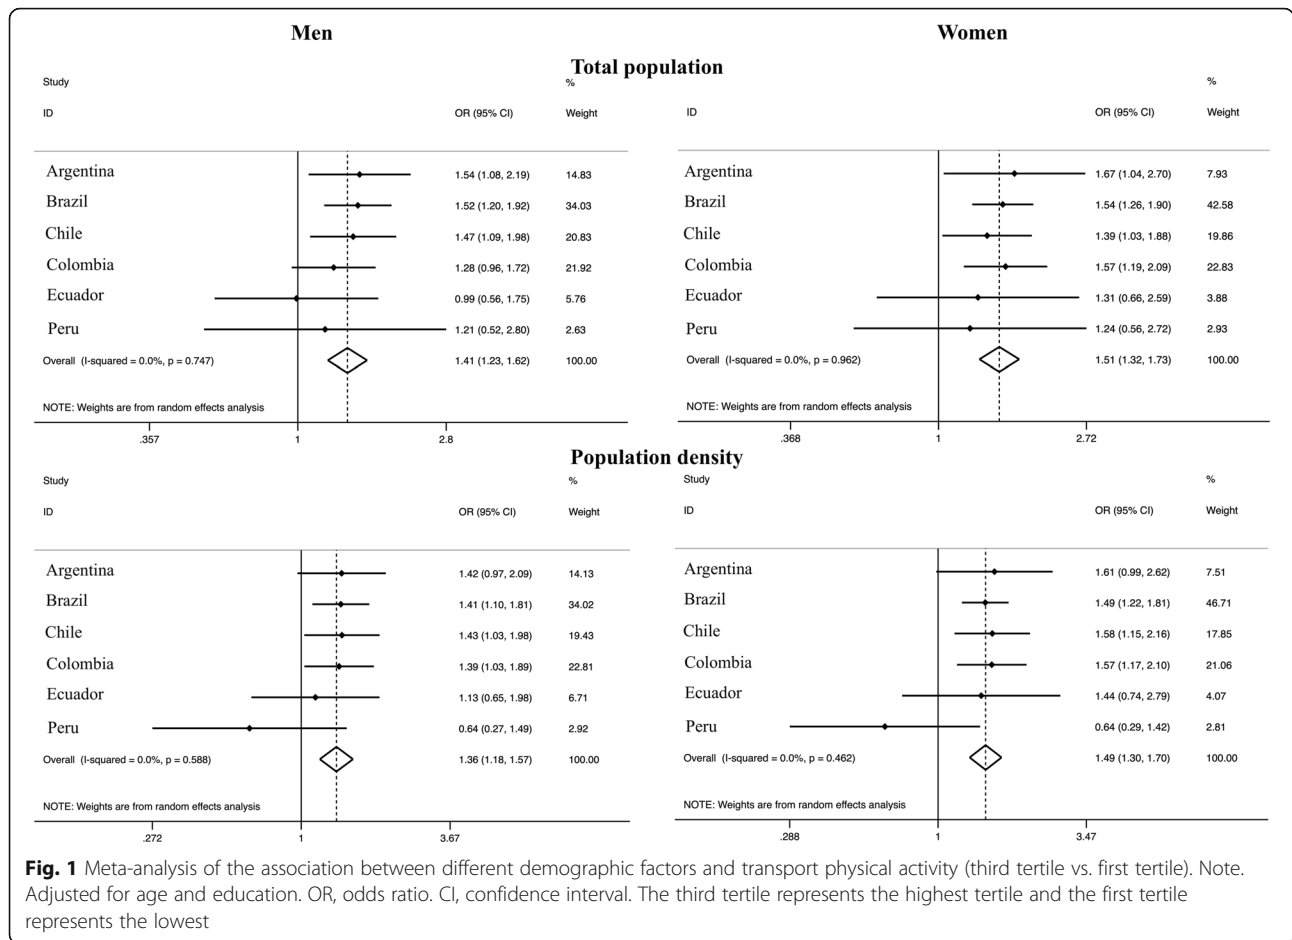 Men
Women
Total population
Study
%
ID
OR (95% CI)
Weight
Argentina
1.54 (1.08, 2.19)
14.83
Brazil
1.52 (1.20, 1.92)
34.03
Chile
1.47 (1.09, 1.98)
20.83
Colombia
1.28 (0.96, 1.72)
21.92
Ecuador
0.99 (0.56, 1.75)
5.76
Peru
1.21 (0.52, 2.80)
2.63
Overall (I-squared = 0.0%, p = 0.747)
1.41 (1.23, 1.62)
100.00
NOTE: Weights are from random effects analysis
.357
1
2.8
%
ID
OR (95% CI)
Weight
Argentina
1.67 (1.04, 2.70)
7.93
Brazil
1.54 (1.26, 1.90)
42.58
Chile
1.39 (1.03, 1.88)
19.86
Colombia
1.57 (1.19, 2.09)
22.83
Ecuador
1.31 (0.66, 2.59)
3.88
Peru
1.24 (0.56, 2.72)
2.93
Overall (I-squared = 0.0%, p = 0.962)
1.51 (1.32, 1.73)
100.00
NOTE: Weights are from random effects analysis
.368
1
2.72
Population density
Study
%
ID
OR (95% CI)
Weight
Argentina
1.42 (0.97, 2.09)
14.13
Brazil
1.41 (1.10, 1.81)
34.02
Chile
1.43 (1.03, 1.98)
19.43
Colombia
1.39 (1.03, 1.89)
22.81
Ecuador
1.13 (0.65, 1.98)
6.71
Peru
0.64 (0.27, 1.49)
2.92
Overall (I-squared = 0.0%, p = 0.588)
1.36 (1.18, 1.57)
100.00
NOTE: Weights are from random effects analysis
.272
1
3.67
Study
%
ID
OR (95% CI)
Weight
Argentina
1.61 (0.99, 2.62)
7.51
Brazil
1.49 (1.22, 1.81)
46.71
Chile
1.58 (1.15, 2.16)
17.85
Colombia
1.57 (1.17, 2.10)
21.06
Ecuador
1.44 (0.74, 2.79)
4.07
Peru
0.64 (0.29, 1.42)
2.81
Overall (I-squared = 0.0%, p = 0.462)
1.49 (1.30, 1.70)
100.00
NOTE: Weights are from random effects analysis
.288
1
3.47
Fig. 1 Meta-analysis of the association between different demographic factors and transport physical activity (third tertile vs. first tertile). Note.
Adjusted for age and education. OR, odds ratio. CI, confidence interval. The third tertile represents the highest tertile and the first tertile
represents the lowest